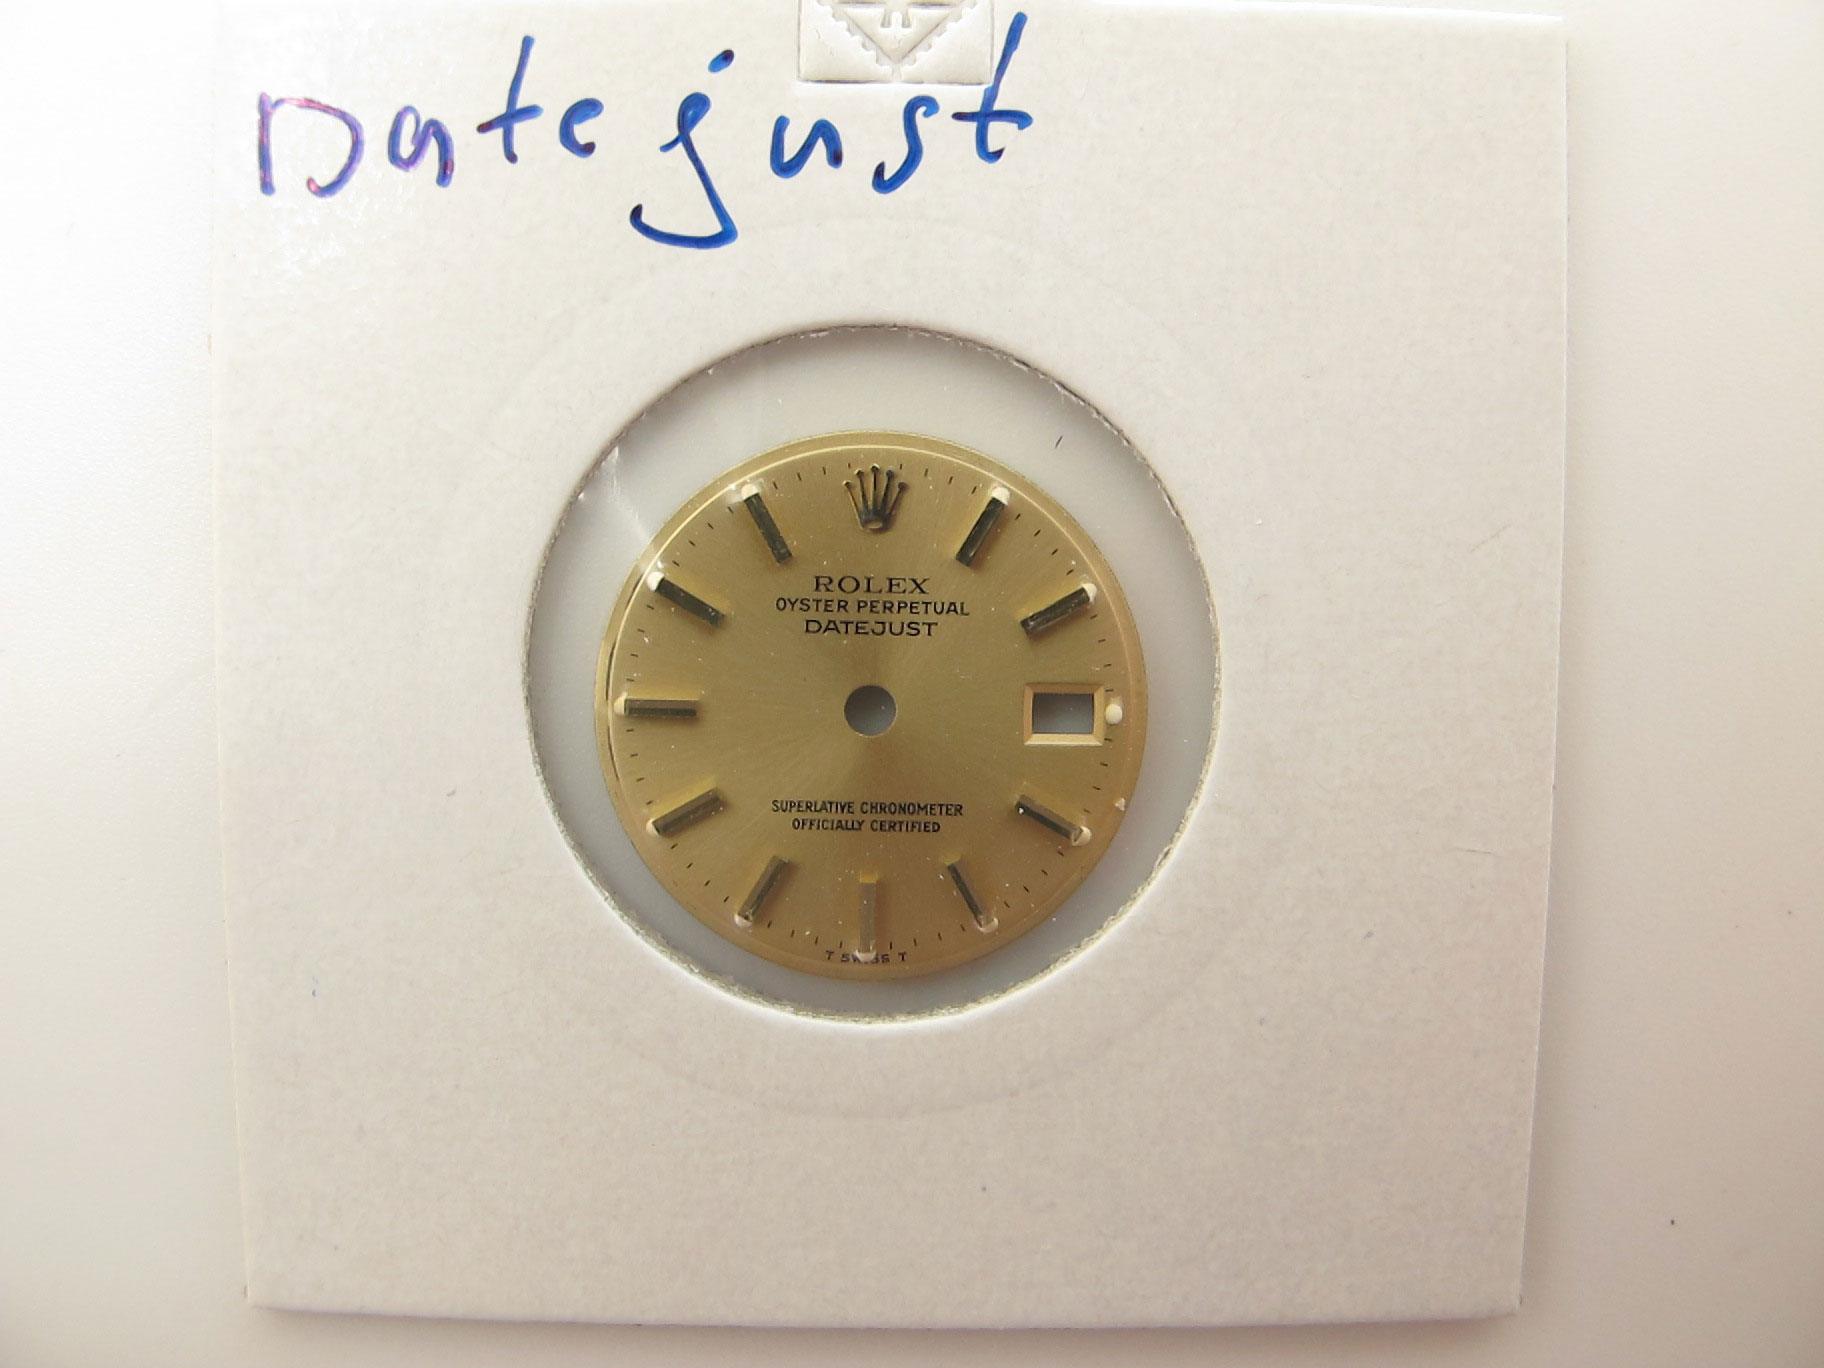 Datejust
ROLEX
OYSTER PERPETUAL
DATEJUST
SUPERLATIVE CHRONOMETER
OFFICIALLY CERTIFIED
T SWISS T